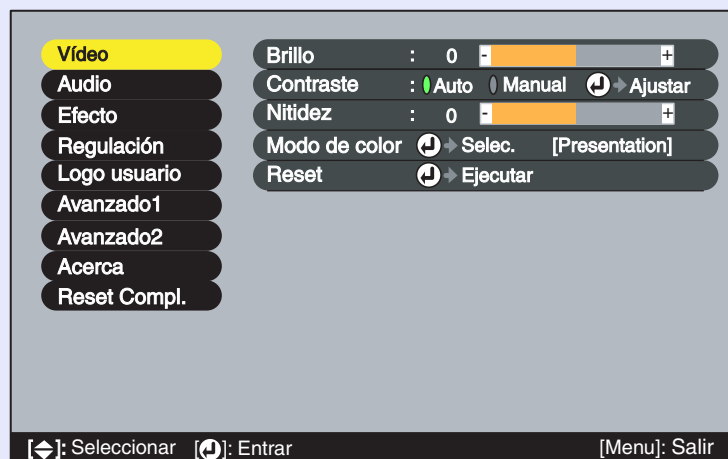 Vídeo
Audio
Efecto
Regulación
Logo usuario
Avanzado1
Avanzado2
Acerca
Reset Compl.
Brillo : 0 - +
Contraste : Auto Manual Ajustar
Nitidez : 0 - +
Modo de color Selec. [Presentation]
Reset Ejecutar
[ ]: Seleccionar [ ]: Entrar [Menu]: Salir